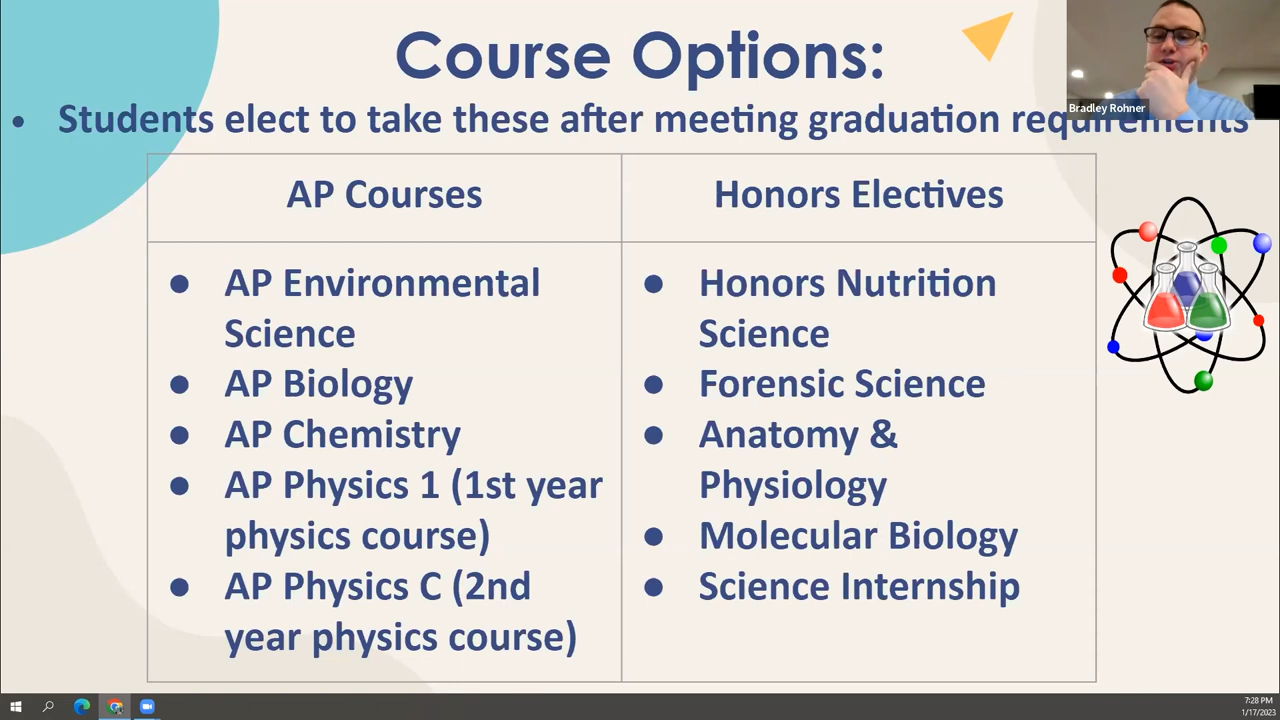 Course Options:
Bradley Rohner
• Students elect to take these after meeting graduation requirements
AP Courses
Honors Electives
● AP Environmental
Science
● AP Biology
● AP Chemistry
● AP Physics 1 (1st year
physics course)
● AP Physics C (2nd
year physics course)
● Honors Nutrition
Science
● Forensic Science
● Anatomy &
Physiology
● Molecular Biology
● Science Internship
7:28 PM
1/17/2023